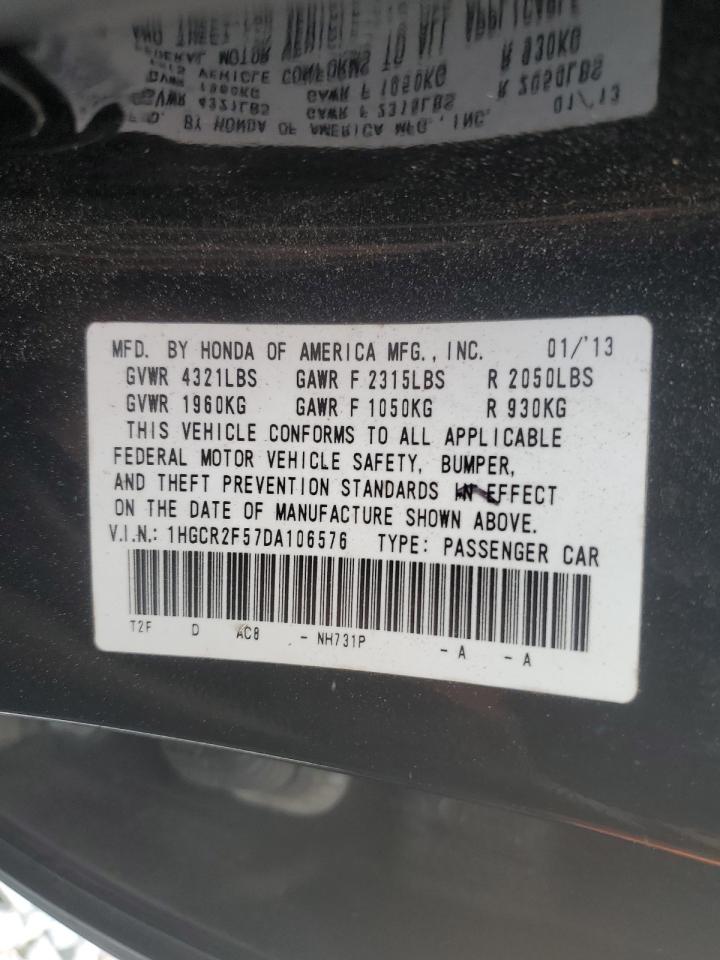 MFD. BY HONDA OF AMERICA MFG., INC. 01/'13
GVWR 4321LBS GAWR F 2315LBS R 2050LBS
GVWR 1960KG GAWR F 1050KG R 930KG
THIS VEHICLE CONFORMS TO ALL APPLICABLE
FEDERAL MOTOR VEHICLE SAFETY, BUMPER,
AND THEFT PREVENTION STANDARDS IN EFFECT
ON THE DATE OF MANUFACTURE SHOWN ABOVE.
V.I.N.: 1HGCR2F57DA106576 TYPE: PASSENGER CAR
T2F D AC8 - NH731P - A - A